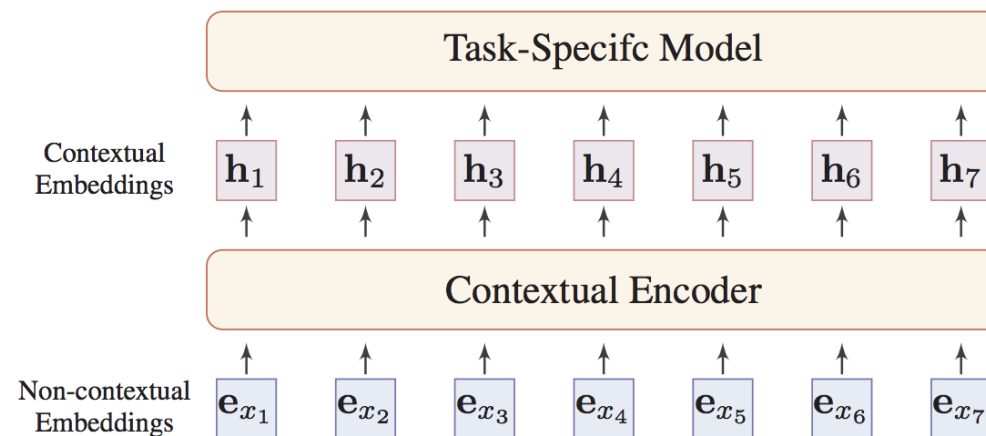 Task-Specifc Model
Contextual
Embeddings
h₁ h₂ h₃ h₄ h₅ h₆ h₇
Contextual Encoder
Non-contextual
Embeddings
eₓ₁ eₓ₂ eₓ₃ eₓ₄ eₓ₅ eₓ₆ eₓ₇